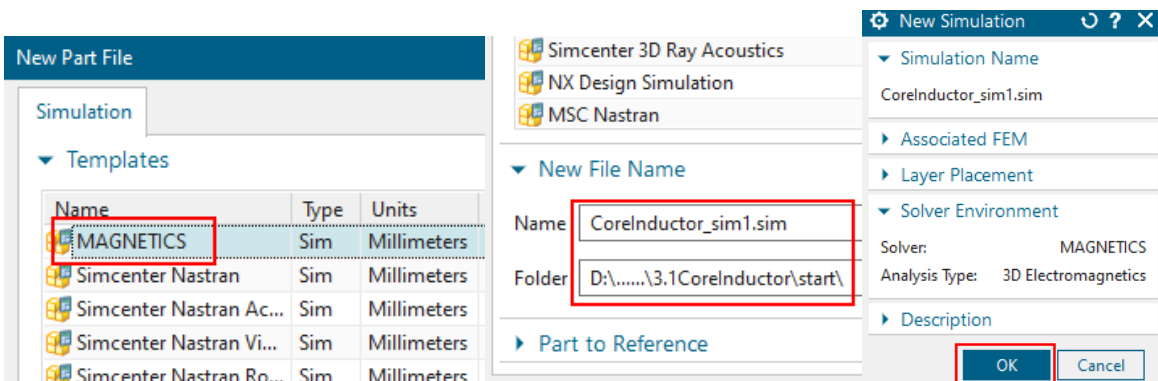 New Part File
Simulation
Templates
Name Type Units
MAGNETICS Sim Millimeters
Simcenter Nastran Sim Millimeters
Simcenter Nastran Ac... Sim Millimeters
Simcenter Nastran Vi... Sim Millimeters
Simcenter Nastran Ro... Sim Millimeters
Simcenter 3D Ray Acoustics
NX Design Simulation
MSC Nastran
New File Name
Name CoreInductor_sim1.sim
Folder D:\......\3.1CoreInductor\start\
Part to Reference
New Simulation
Simulation Name
CoreInductor_sim1.sim
Associated FEM
Layer Placement
Solver Environment
Solver: MAGNETICS
Analysis Type: 3D Electromagnetics
Description
OK Cancel